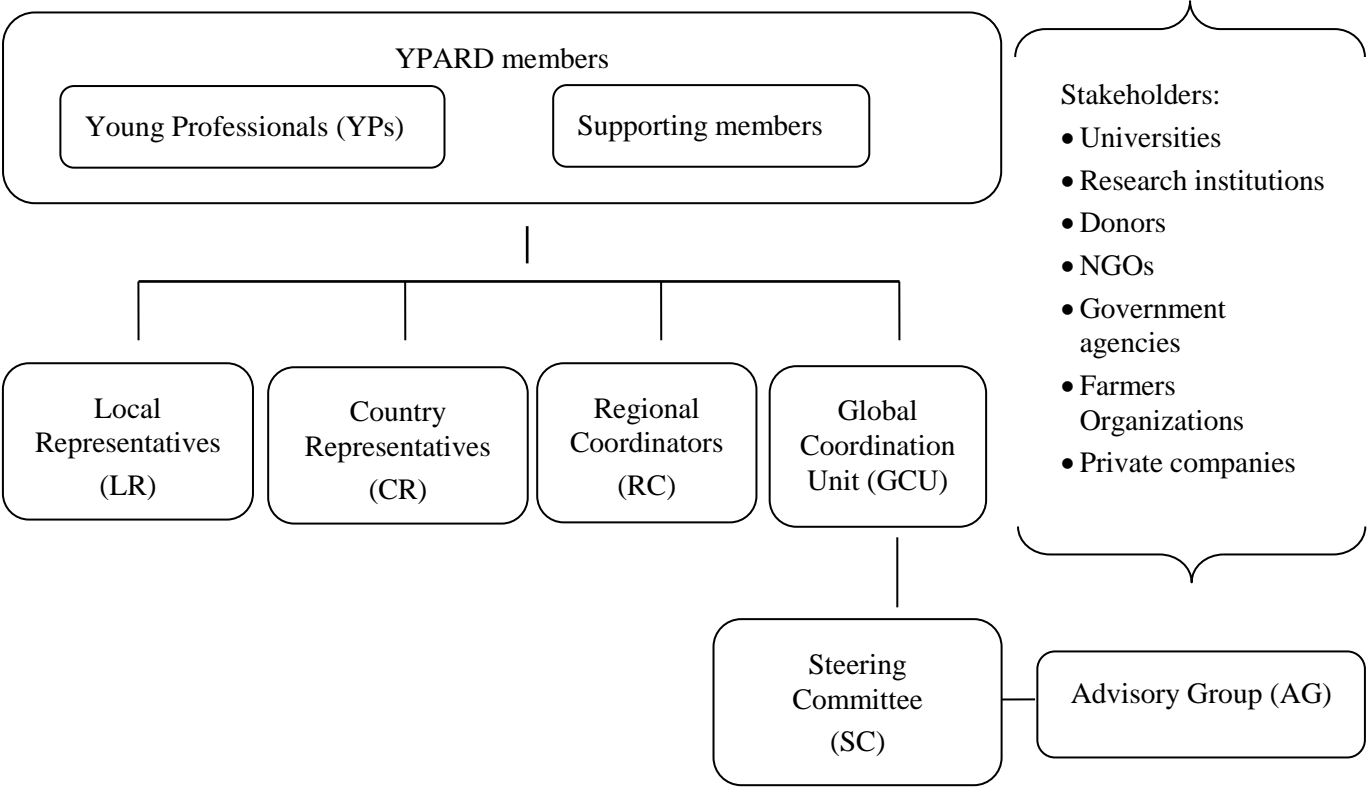 YPARD members
Young Professionals (YPs)
Supporting members
Stakeholders:
• Universities
• Research institutions
• Donors
• NGOs
• Government
agencies
• Farmers
Organizations
• Private companies
Local
Representatives
(LR)
Country
Representatives
(CR)
Regional
Coordinators
(RC)
Global
Coordination
Unit (GCU)
Steering
Committee
(SC)
Advisory Group (AG)